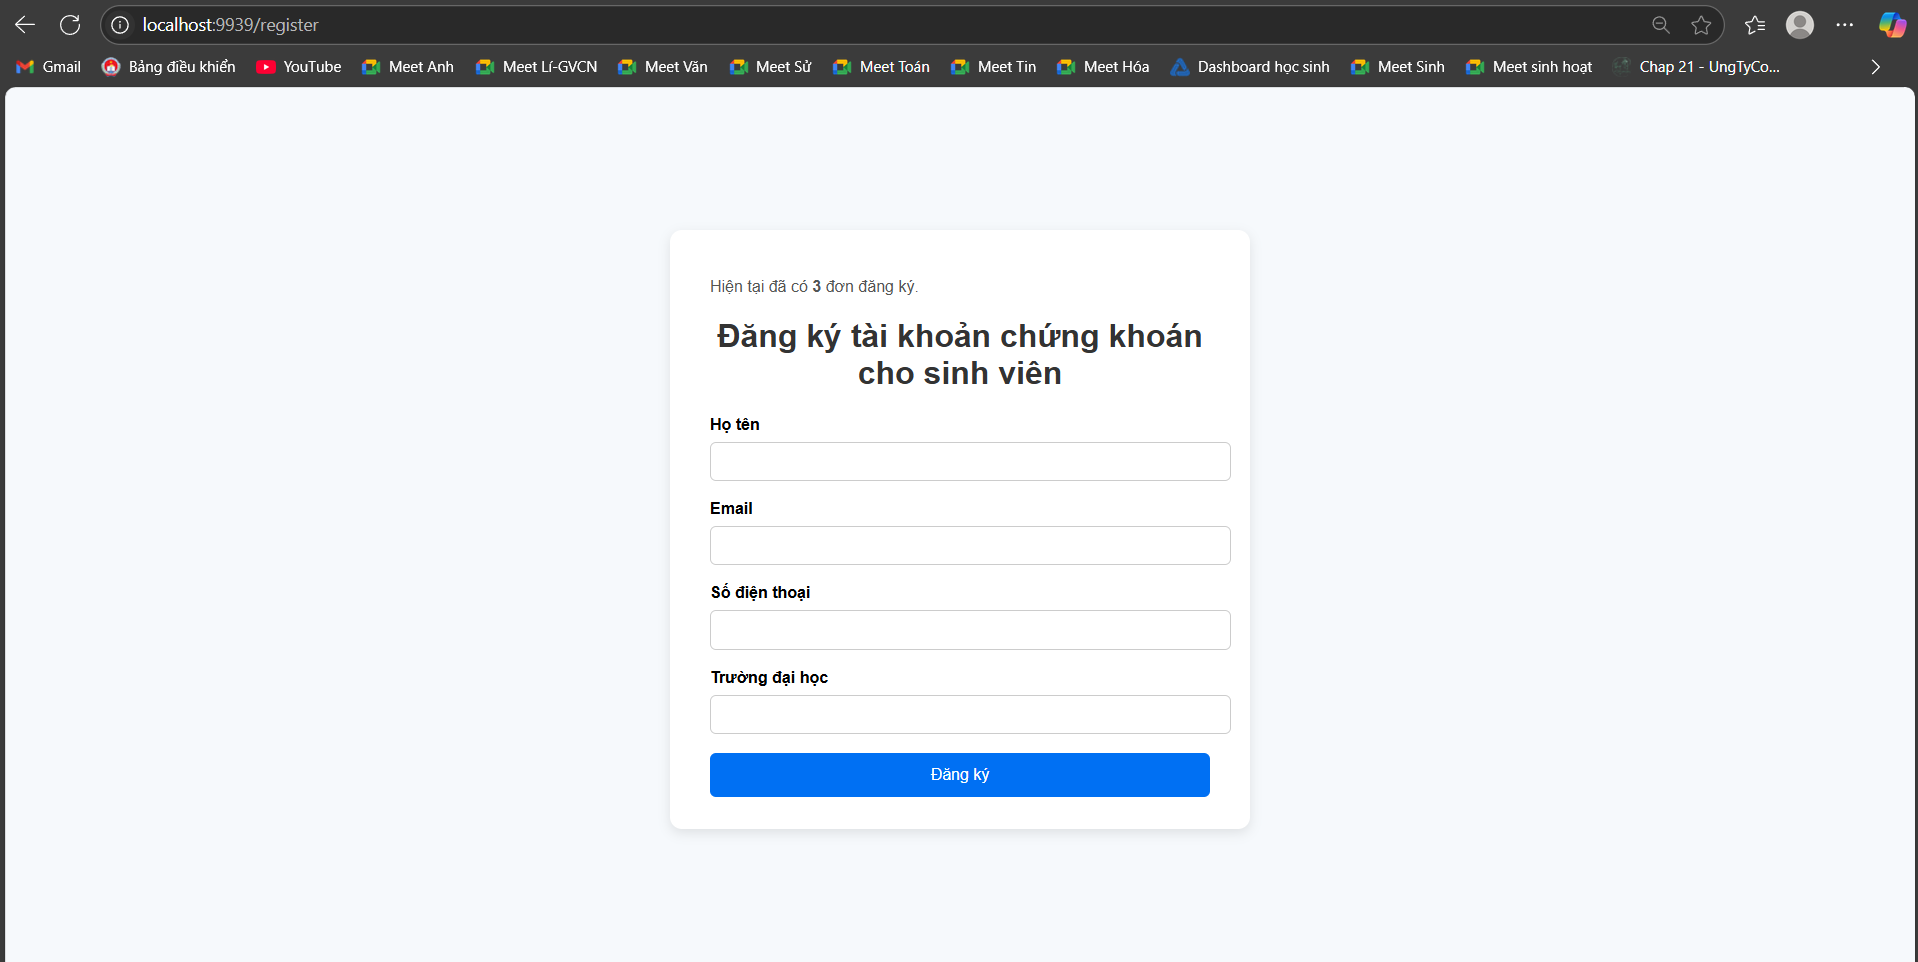 localhost:9939/register
Gmail Bảng điều khiển YouTube Meet Anh Meet Lí-GVCN Meet Văn Meet Sử Meet Toán Meet Tin Meet Hóa Dashboard học sinh Meet Sinh Meet sinh hoạt Chap 21 - UngTyCo...
Hiện tại đã có 3 đơn đăng ký.
Đăng ký tài khoản chứng khoán
cho sinh viên
Họ tên
Email
Số điện thoại
Trường đại học
Đăng ký